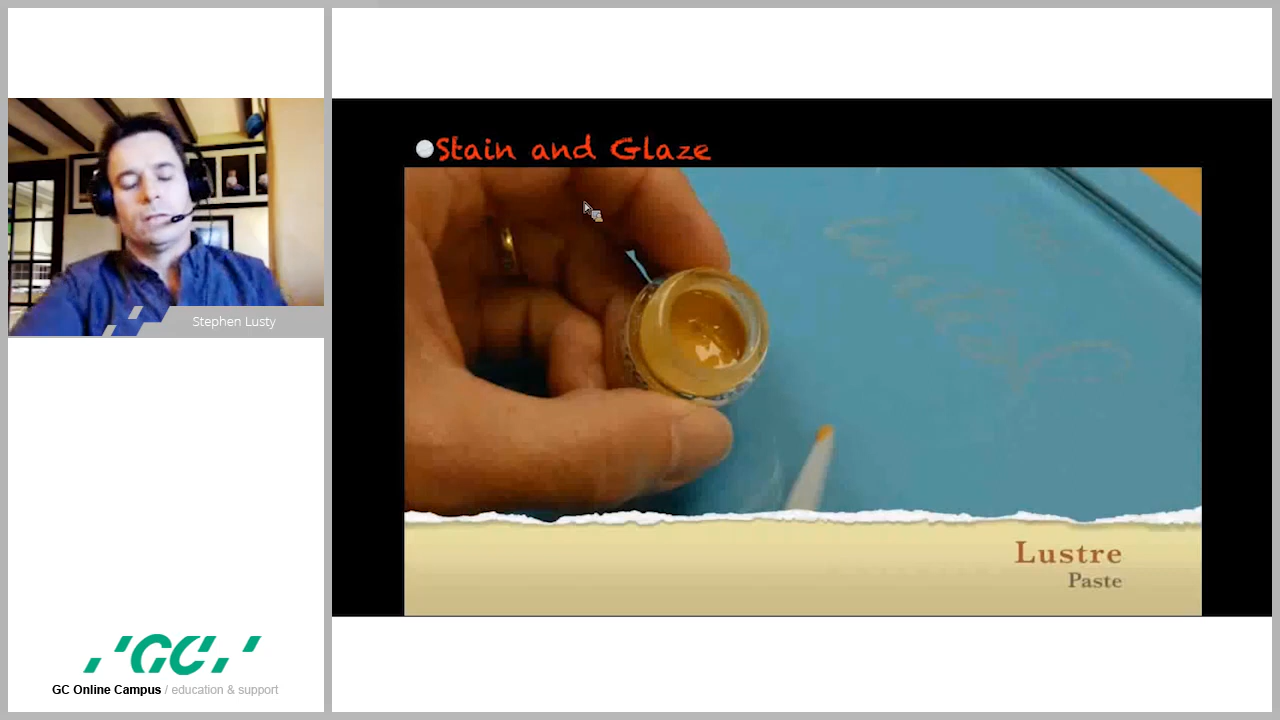 Stain and Glaze
Stephen Lusty
Lustre
Paste
GC
GC Online Campus / education & support